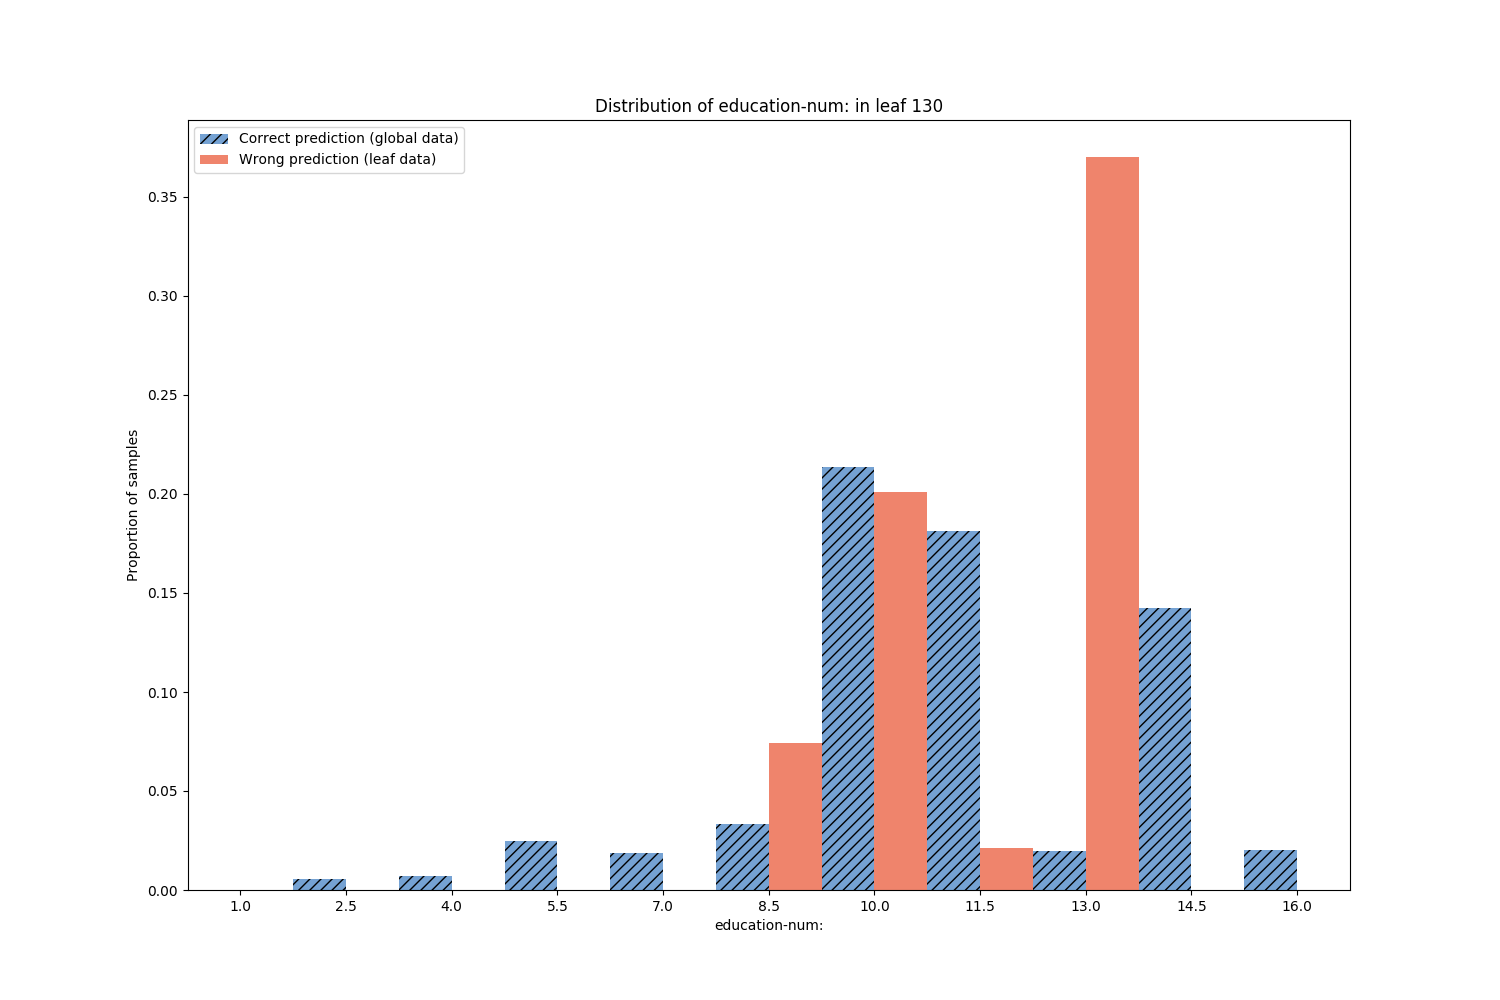 Distribution of education-num: in leaf 130
Correct prediction (global data)
Wrong prediction (leaf data)
0.35
0.30
0.25
0.20
0.15
0.10
0.05
0.00
Proportion of samples
1.0 2.5 4.0 5.5 7.0 8.5 10.0 11.5 13.0 14.5 16.0
education-num: